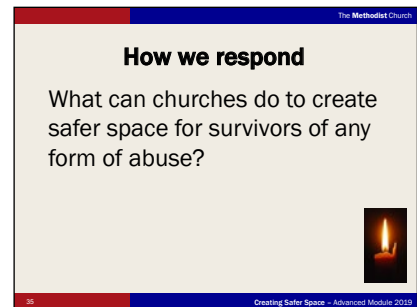 The Methodist Church
How we respond
What can churches do to create
safer space for survivors of any
form of abuse?
35
Creating Safer Space – Advanced Module 2019